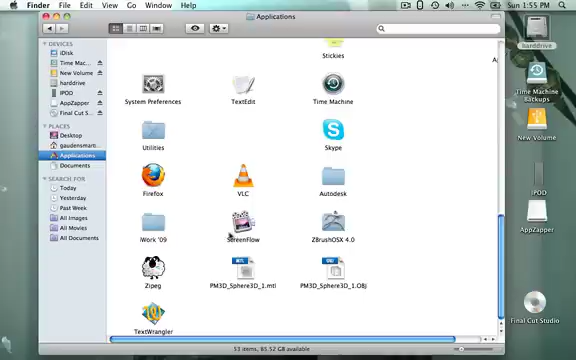 Finder File Edit View Go Window Help
Sun 1:55 PM
Applications
DEVICES
iDisk
Time Mac...
New Volume
harddrive
IPOD
AppZapper
Final Cut S...
PLACES
Desktop
gaudensmarti...
Applications
Documents
SEARCH FOR
Today
Yesterday
Past Week
All Images
All Movies
All Documents
Stickies
System Preferences
TextEdit
Time Machine
Utilities
Skype
Firefox
VLC
Autodesk
iWork '09
ScreenFlow
ZBrushOSX 4.0
Zipeg
PM3D_Sphere3D_1.mtl
PM3D_Sphere3D_1.OBJ
TextWrangler
53 items, 85.52 GB available
harddrive
Time Machine
Backups
New Volume
IPOD
AppZapper
Final Cut Studio